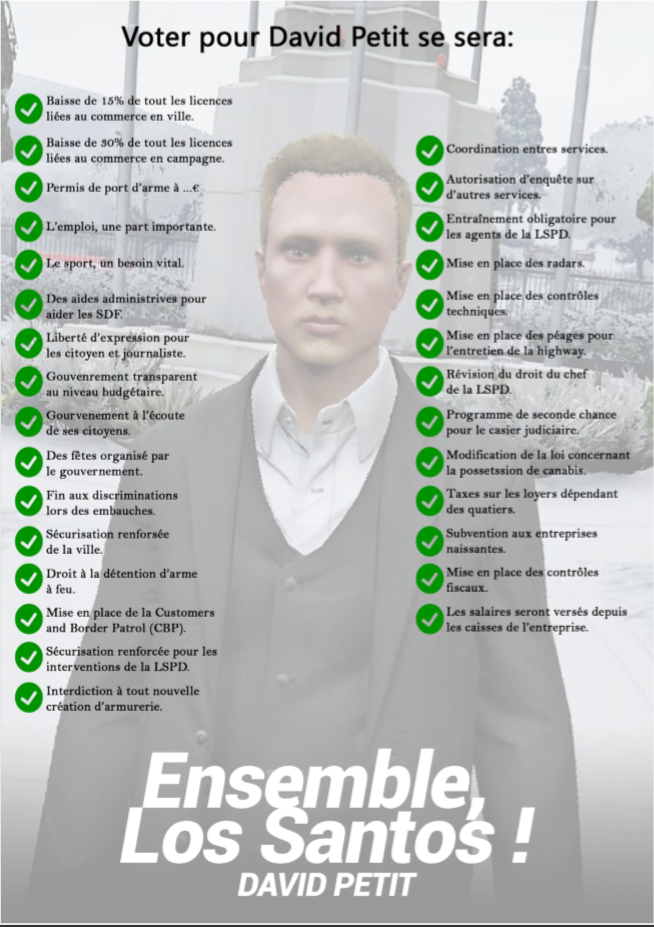 Voter pour David Petit se sera:
Baisse de 15% de tout les licences
liées au commerce en ville.
Baisse de 30% de tout les licences
liées au commerce en campagne.
Permis de port d'arme à ...€
L'emploi, une part importante.
Le sport, un besoin vital.
Des aides administrives pour
aider les SDF.
Liberté d'expression pour
les citoyen et journaliste.
Gouvenrement transparent
au niveau budgétaire.
Gourvenement à l'écoute
de ses citoyens.
Des fêtes organisé par
le gouvernement.
Fin aux discriminations
lors des embauches.
Sécurisation renforsée
de la ville.
Droit à la détention d'arme
à feu.
Mise en place de la Customers
and Border Patrol (CBP).
Sécurisation renforcée pour les
interventions de la LSPD.
Interdiction à tout nouvelle
création d'armurerie.
Coordination entres services.
Autorisation d'enquête sur
d'autres services.
Entraînement obligatoire pour
les agents de la LSPD.
Mise en place des radars.
Mise en place des contrôles
techniques.
Mise en place des péages pour
l'entretien de la highway.
Révision du droit du chef
de la LSPD.
Programme de seconde chance
pour le casier judiciaire.
Modification de la loi concernant
la possetssion de canabis.
Taxes sur les loyers dépendant
des quatiers.
Subvention aux entreprises
naissantes.
Mise en place des contrôles
fiscaux.
Les salaires seront versés depuis
les caisses de l'entreprise.
Ensemble,
Los Santos !
DAVID PETIT